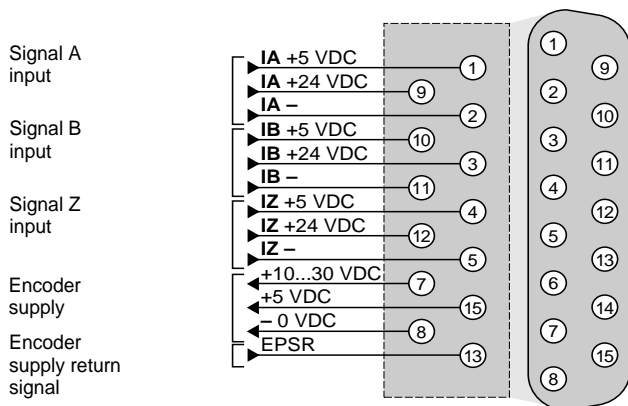 Signal A
input
IA +5 VDC
1
IA +24 VDC
9
IA –
2
Signal B
input
IB +5 VDC
10
IB +24 VDC
3
IB –
11
Signal Z
input
IZ +5 VDC
4
IZ +24 VDC
12
IZ –
5
Encoder
supply
+10...30 VDC
7
+5 VDC
15
– 0 VDC
8
Encoder
supply return
signal
EPSR
13
1
9
2
10
3
11
4
12
5
13
6
14
7
15
8